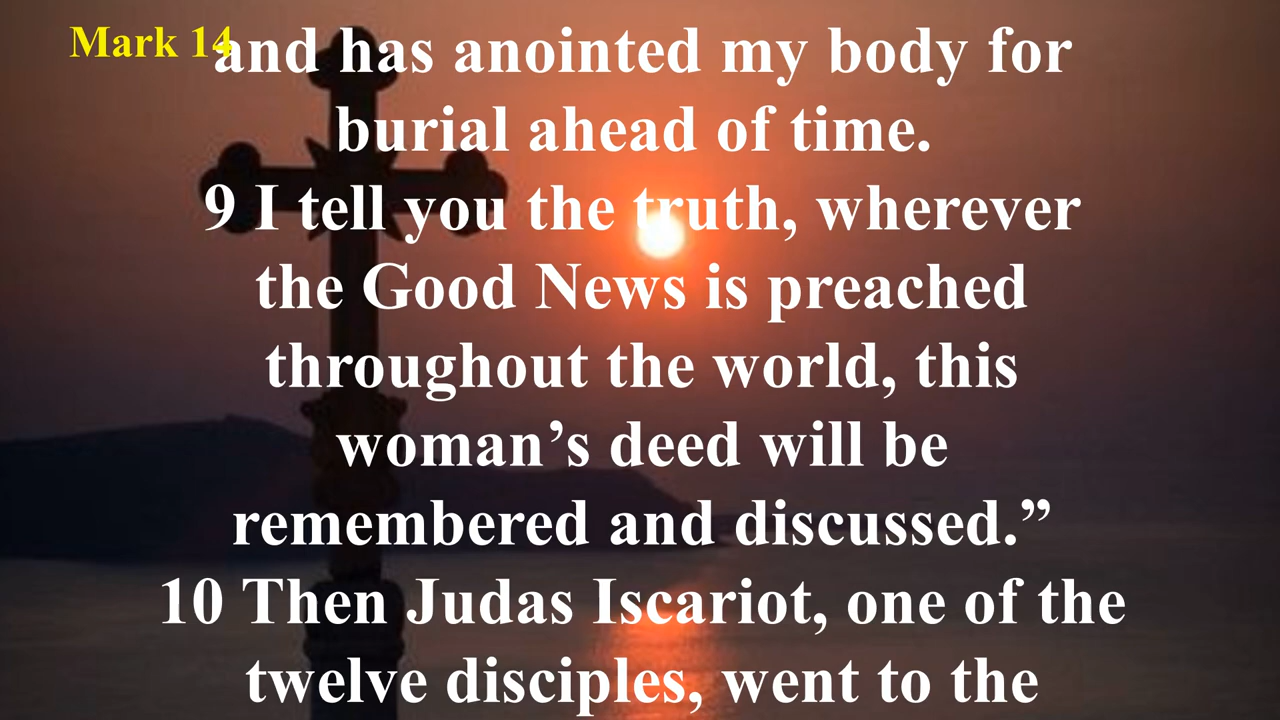 Mark 14
and has anointed my body for
burial ahead of time.
9 I tell you the truth, wherever
the Good News is preached
throughout the world, this
woman’s deed will be
remembered and discussed.”
10 Then Judas Iscariot, one of the
twelve disciples, went to the